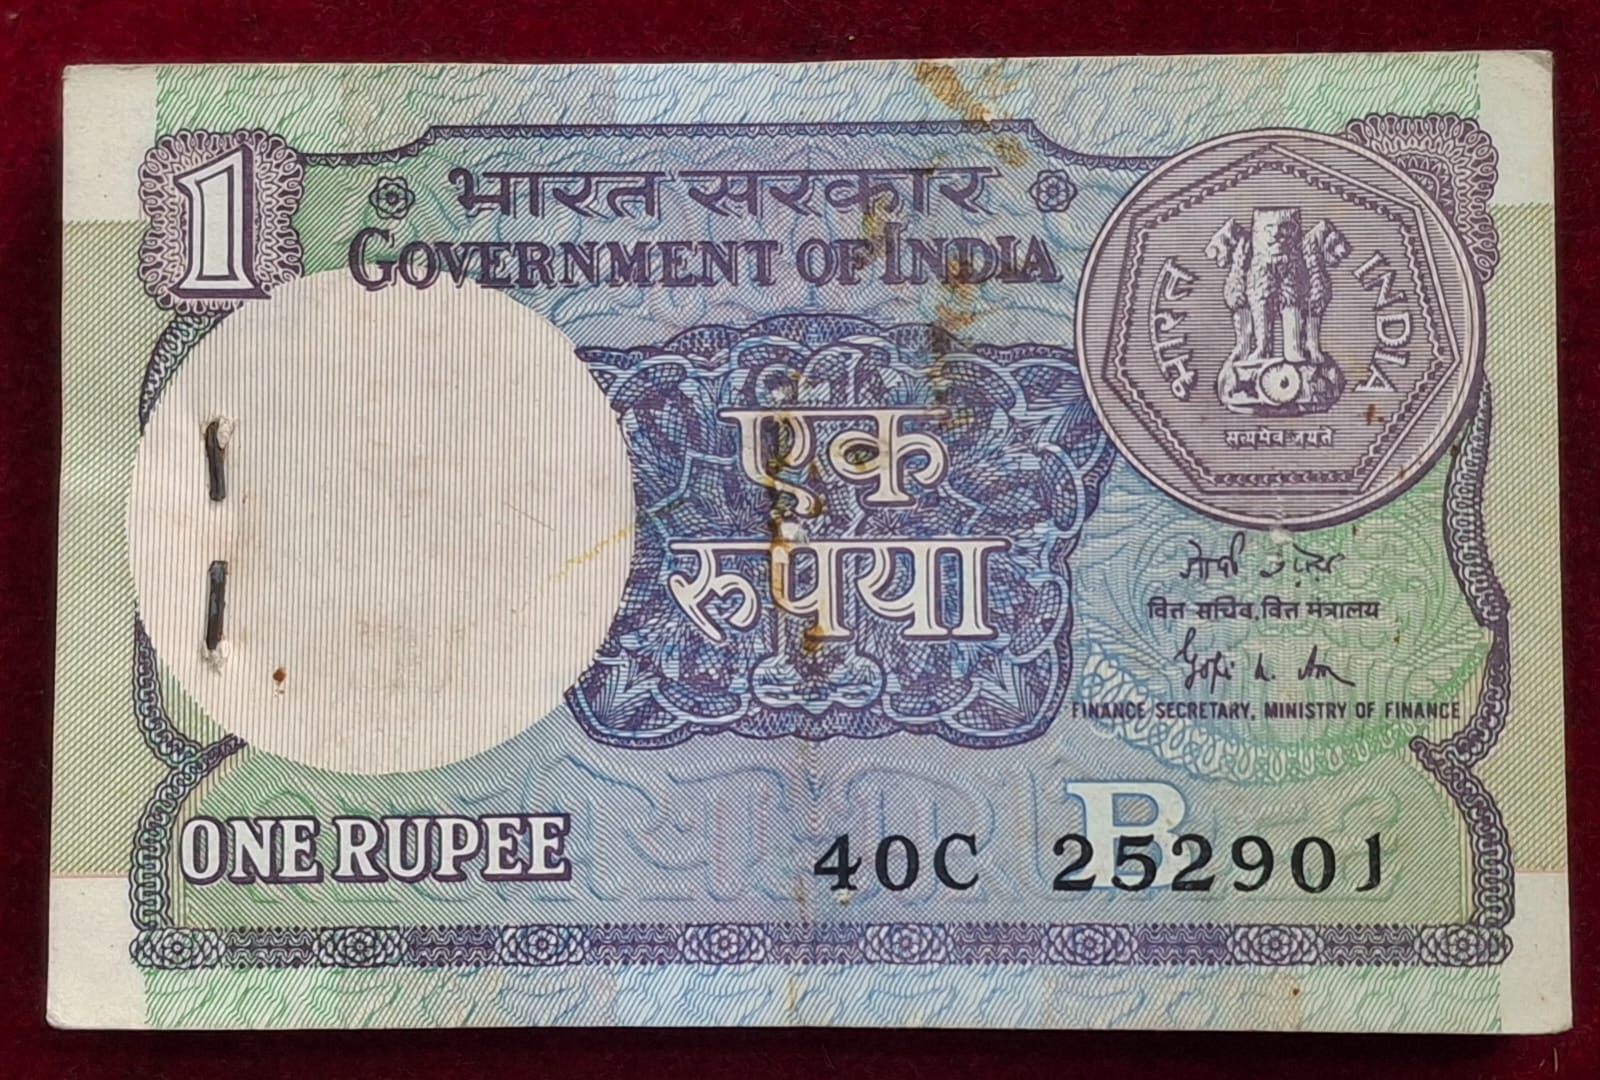 1
भारत सरकार
GOVERNMENT OF INDIA
भारत
INDIA
सत्यमेव जयते
एक
रुपया
वित्त सचिव, वित्त मंत्रालय
FINANCE SECRETARY, MINISTRY OF FINANCE
B
ONE RUPEE
40C 252901